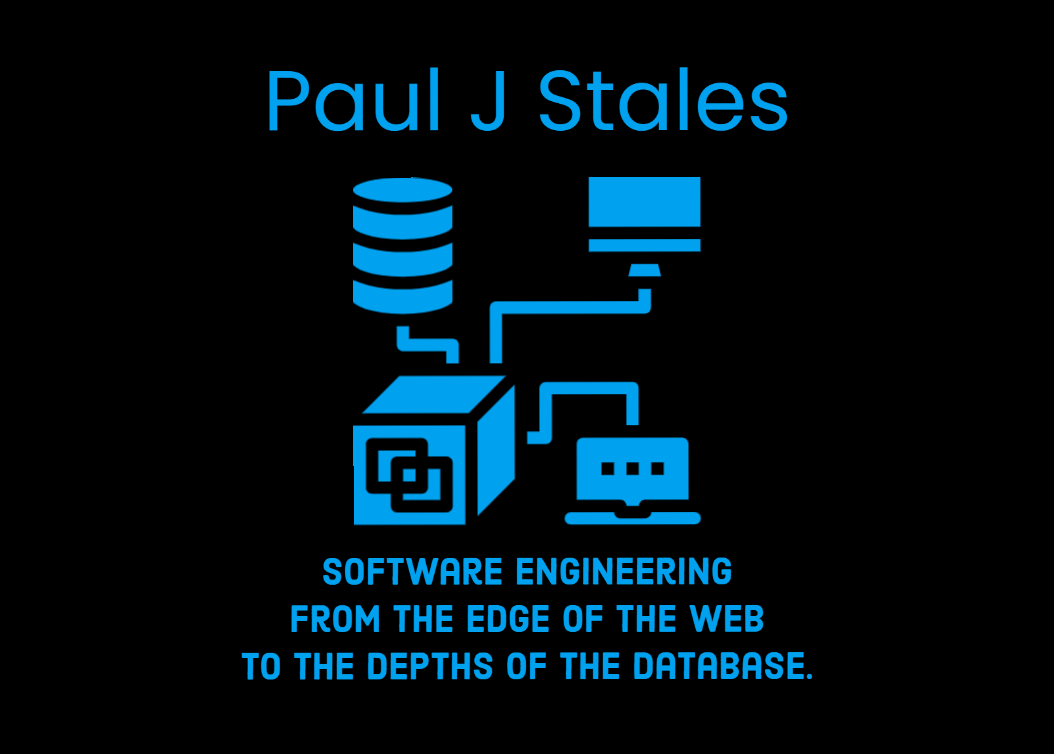 Paul J Stales
SOFTWARE ENGINEERING
FROM THE EDGE OF THE WEB
TO THE DEPTHS OF THE DATABASE.